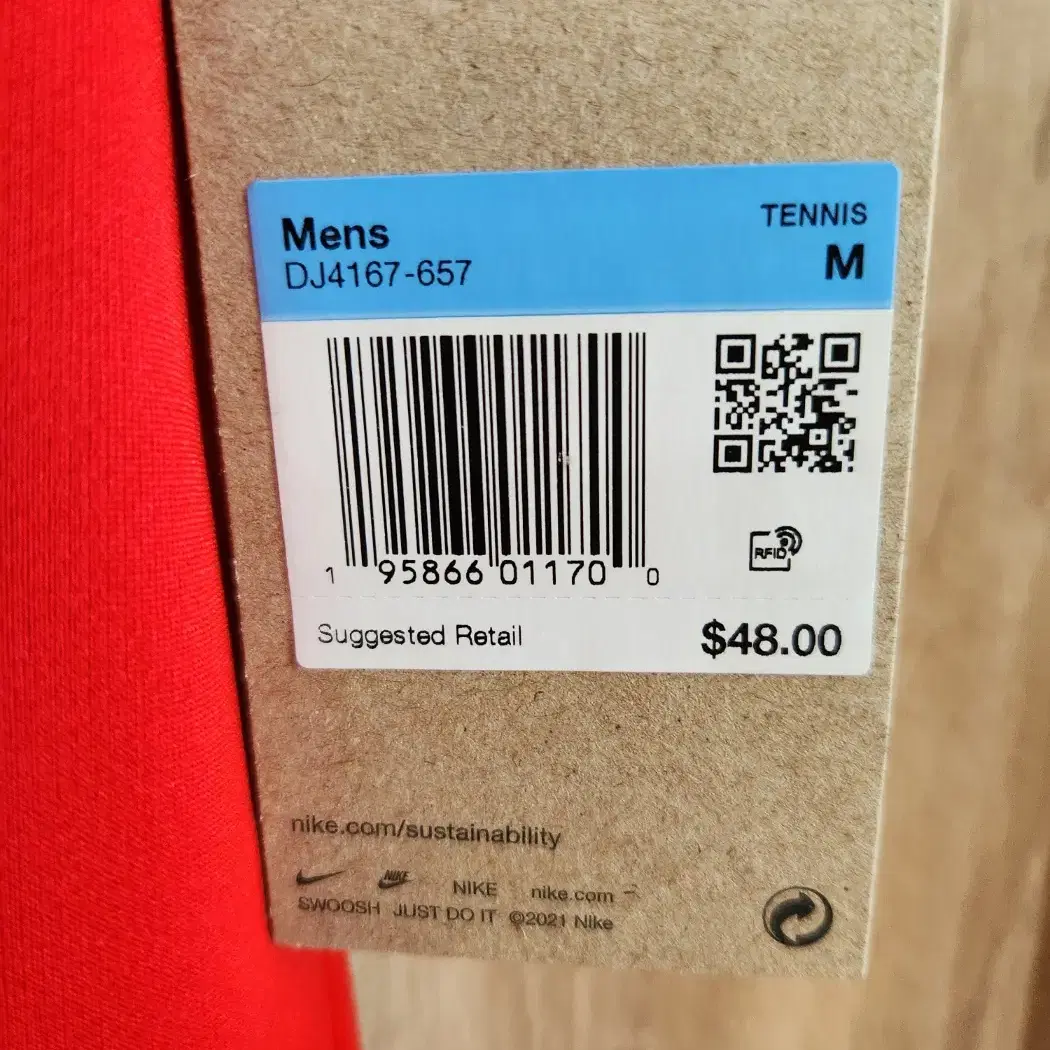 Mens
TENNIS
DJ4167-657
M
RFID
1 95866 01170 0
Suggested Retail
$48.00
nike.com/sustainability
NIKE NIKE nike.com
SWOOSH JUST DO IT ©2021 Nike